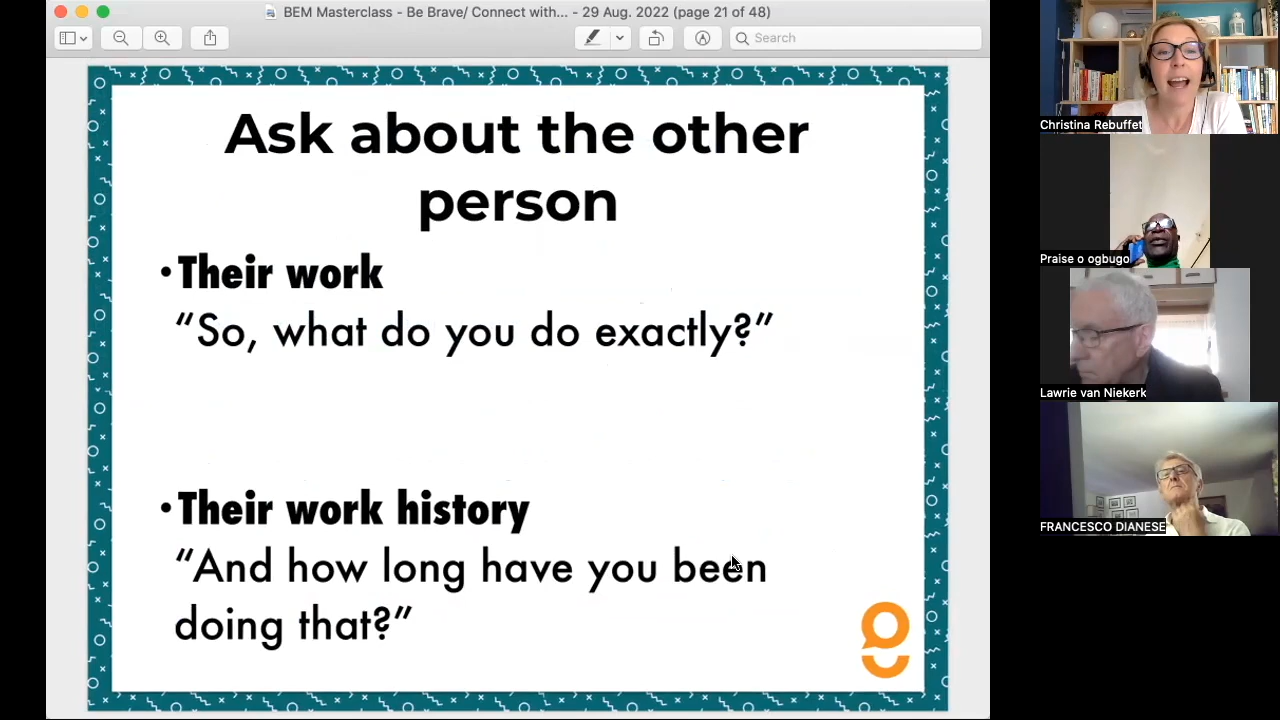 BEM Masterclass - Be Brave/ Connect with... - 29 Aug. 2022 (page 21 of 48)
Search
Ask about the other
person
•Their work
“So, what do you do exactly?”
•Their work history
“And how long have you been
doing that?”
Christina Rebuffet
Praise o ogbugo
Lawrie van Niekerk
FRANCESCO DIANESE